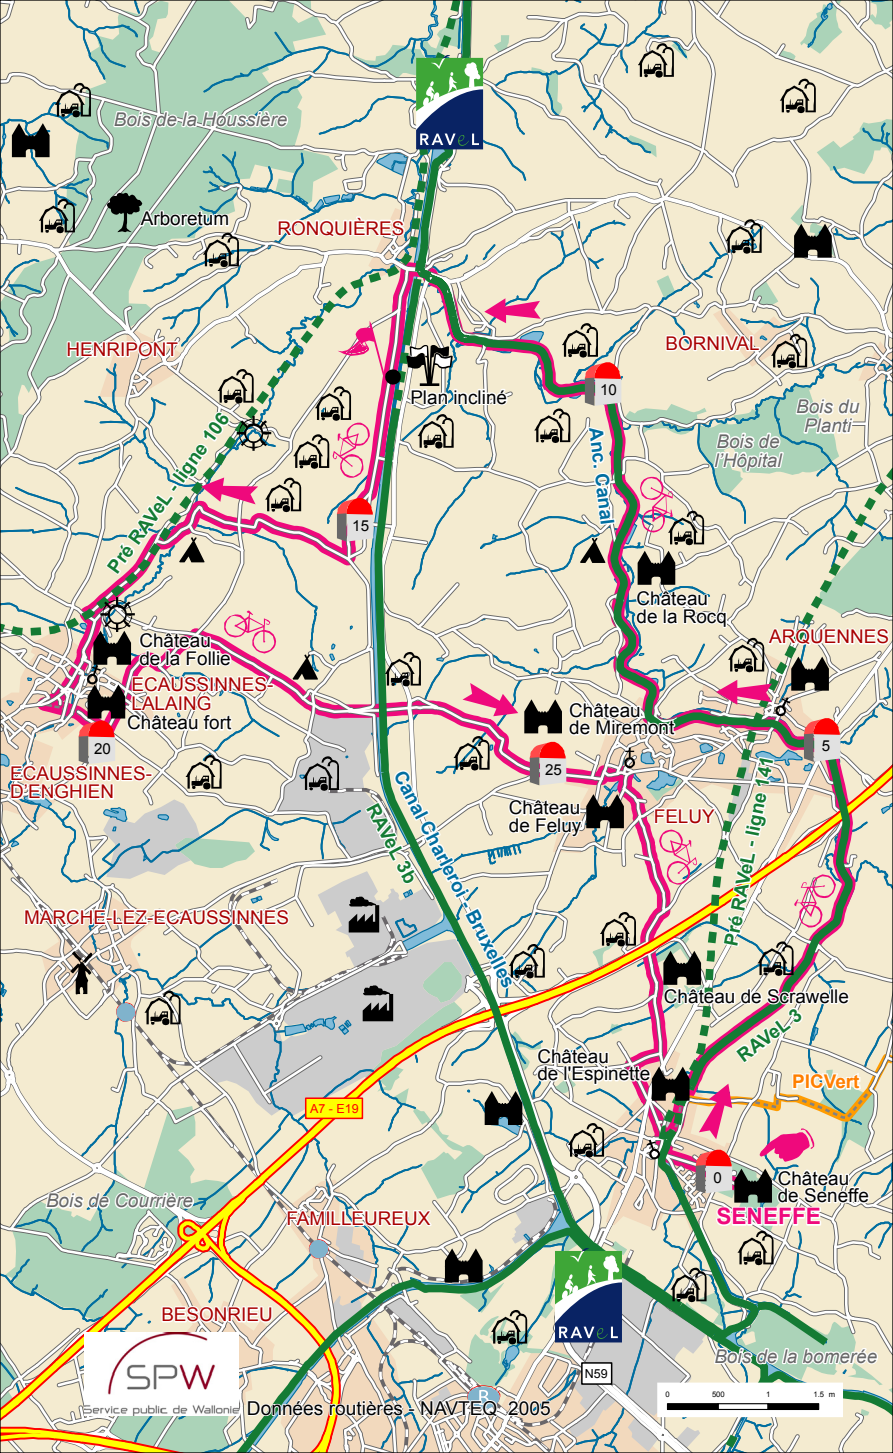 RAVeL
Bois de la Houssière
Arboretum
RONQUIÈRES
HENRIPONT
BORNIVAL
Plan incliné
10
Bois du
Planti
Bois de
l'Hôpital
Pré RAVeL - ligne 106
Anc. Canal
15
Château
de la Rocq
ARQUENNES
Château
de la Follie
ECAUSSINNES-
LALAING
Château fort
20
Château
de Miremont
5
25
ECAUSSINNES-
D'ENGHIEN
Château
de Feluy
FELUY
Canal Charleroi - Bruxelles
RAVeL 3b
Pré RAVeL - ligne 141
MARCHE-LEZ-ECAUSSINNES
Château de Scrawelle
RAVeL 3
Château
de l'Espinette
PICVert
A7 - E19
0
Château
de Seneffe
SENEFFE
Bois de Courrière
FAMILLEUREUX
BESONRIEU
RAVeL
Bois de la bomerée
N59
B
SPW
Service public de Wallonie
Données routières - NAVTEQ 2005
0 500 1 1.5 m